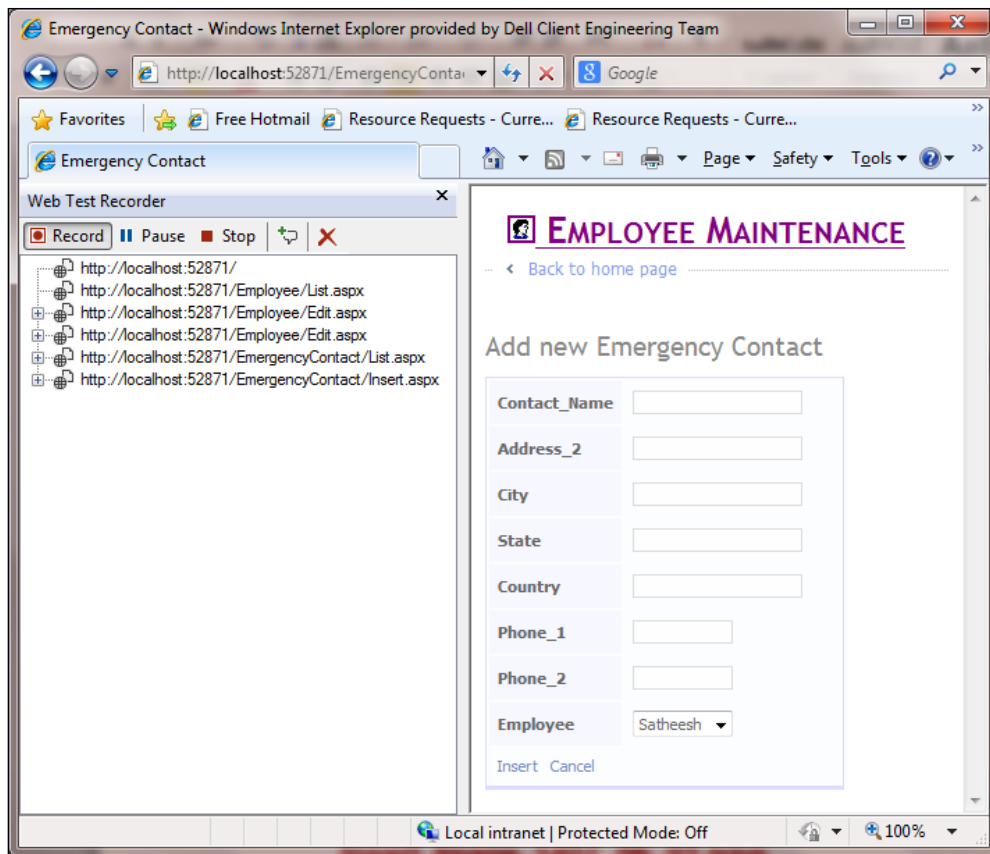 Emergency Contact - Windows Internet Explorer provided by Dell Client Engineering Team
http://localhost:52871/EmergencyConta
Google
Favorites
Free Hotmail
Resource Requests - Curre...
Resource Requests - Curre...
Emergency Contact
Page
Safety
Tools
Web Test Recorder
Record
Pause
Stop
http://localhost:52871/
http://localhost:52871/Employee/List.aspx
http://localhost:52871/Employee/Edit.aspx
http://localhost:52871/Employee/Edit.aspx
http://localhost:52871/EmergencyContact/List.aspx
http://localhost:52871/EmergencyContact/Insert.aspx
EMPLOYEE MAINTENANCE
< Back to home page
Add new Emergency Contact
Contact_Name
Address_2
City
State
Country
Phone_1
Phone_2
Employee Satheesh
Insert Cancel
Local intranet | Protected Mode: Off
100%